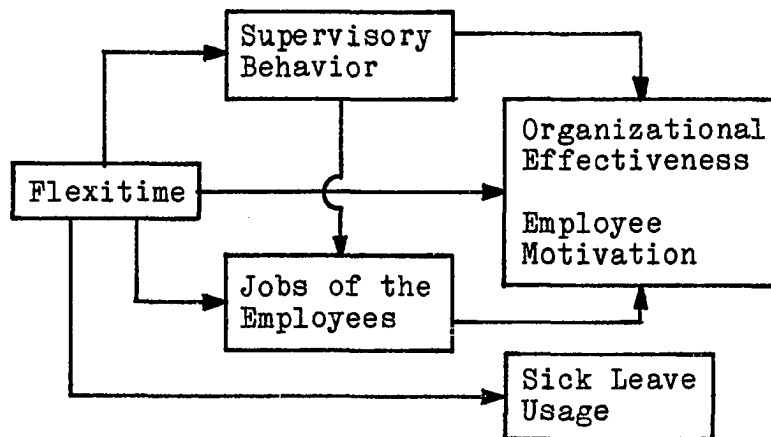 Supervisory
Behavior
Organizational
Effectiveness
Employee
Motivation
Flexitime
Jobs of the
Employees
Sick Leave
Usage